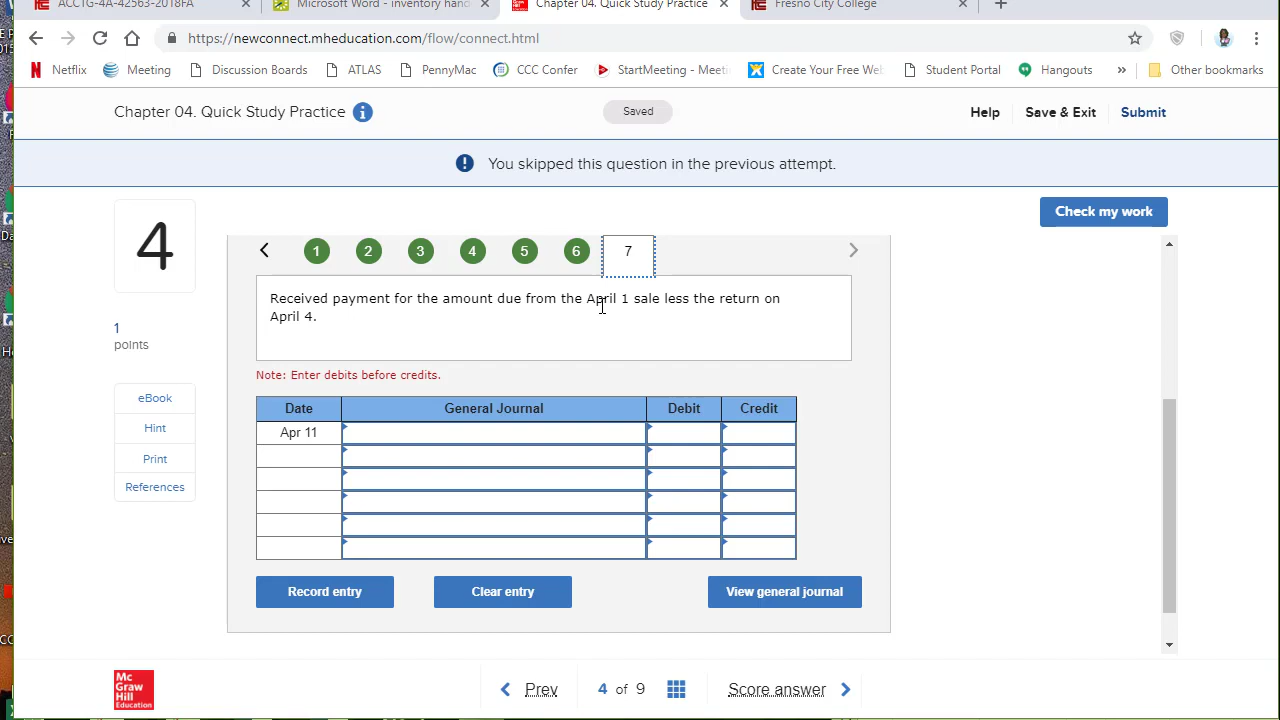 ACCTG-4A-42563-2018FA
Microsoft Word - inventory hand
Chapter 04. Quick Study Practice
Fresno City College
https://newconnect.mheducation.com/flow/connect.html
Netflix Meeting Discussion Boards ATLAS PennyMac CCC Confer StartMeeting - Meeti Create Your Free Web Student Portal Hangouts » Other bookmarks
Chapter 04. Quick Study Practice i
Saved
Help Save & Exit Submit
! You skipped this question in the previous attempt.
4
Check my work
1 2 3 4 5 6 7
1
points
eBook
Hint
Print
References
Received payment for the amount due from the April 1 sale less the return on
April 4.
Note: Enter debits before credits.
Date General Journal Debit Credit
Apr 11
Record entry Clear entry View general journal
Mc
Graw
Hill
Education
Prev 4 of 9 Score answer